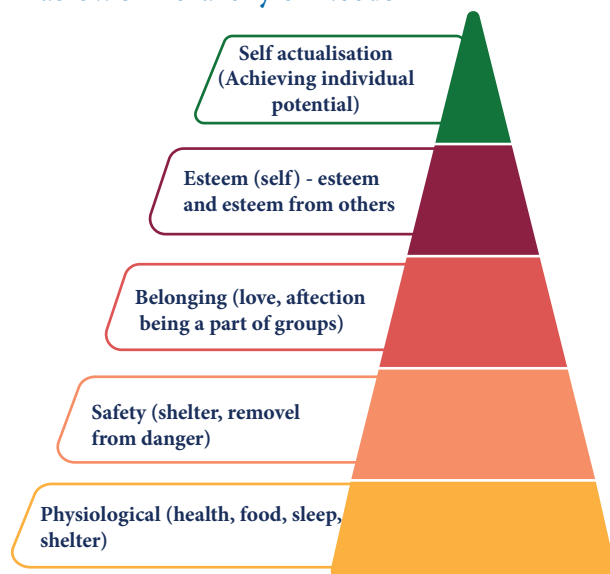 Self actualisation
(Achieving individual
potential)
Esteem (self) - esteem
and esteem from others
Belonging (love, aftection
being a part of groups)
Safety (shelter, removel
from danger)
Physiological (health, food, sleep,
shelter)